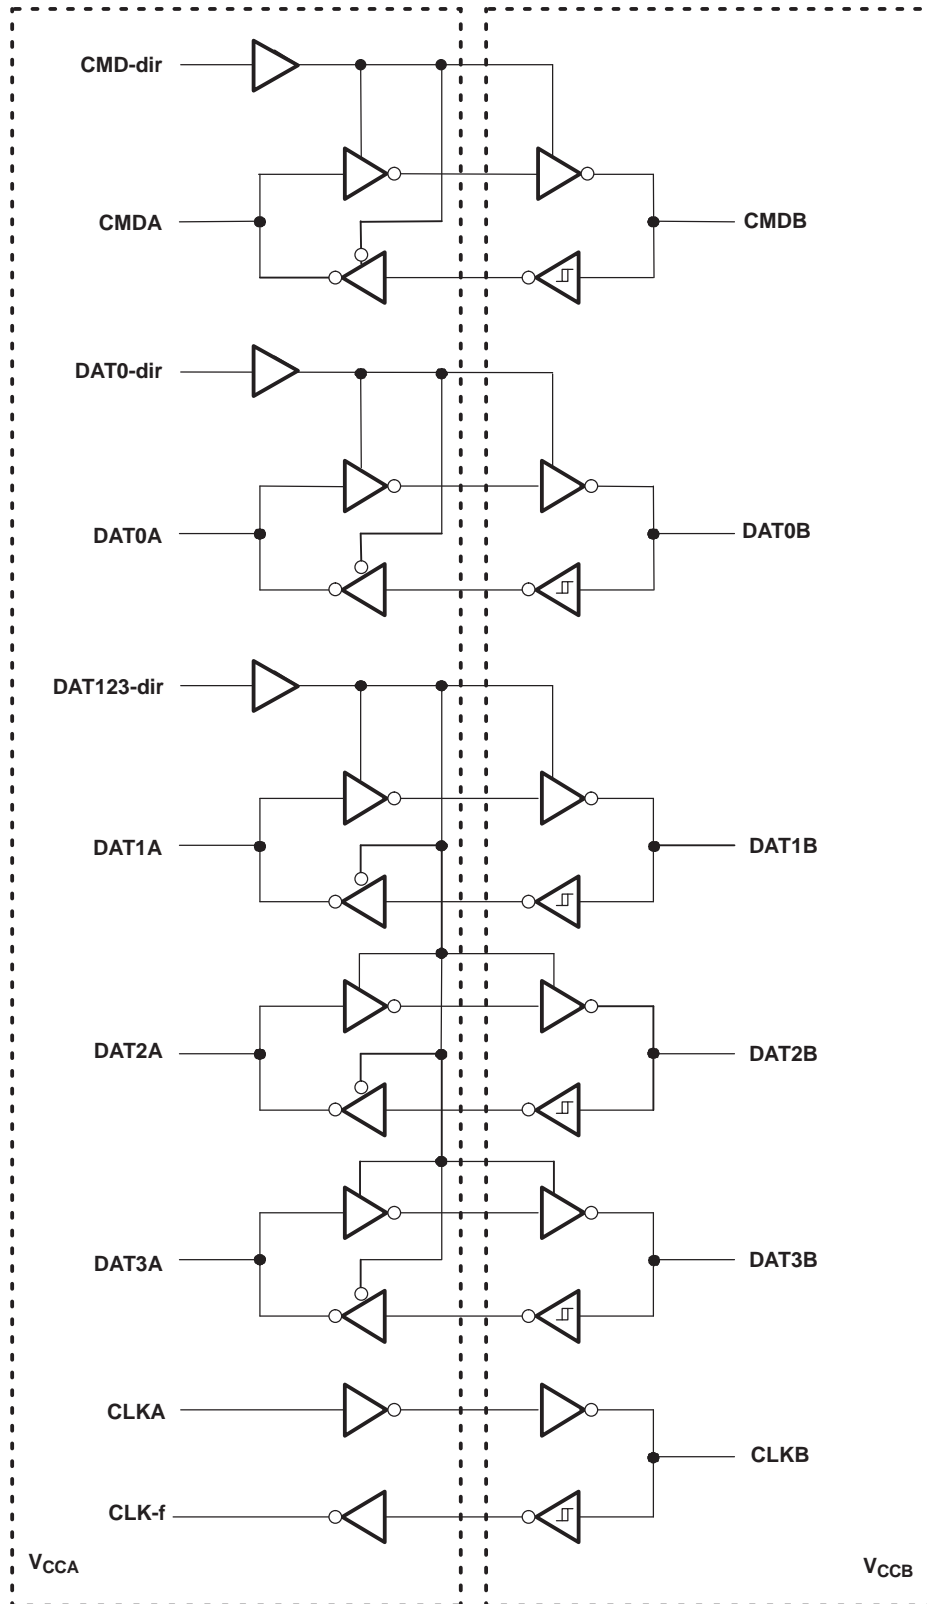 CMD-dir
CMDA
CMDB
DAT0-dir
DAT0A
DAT0B
DAT123-dir
DAT1A
DAT1B
DAT2A
DAT2B
DAT3A
DAT3B
CLKA
CLKB
CLK-f
VCCA
VCCB